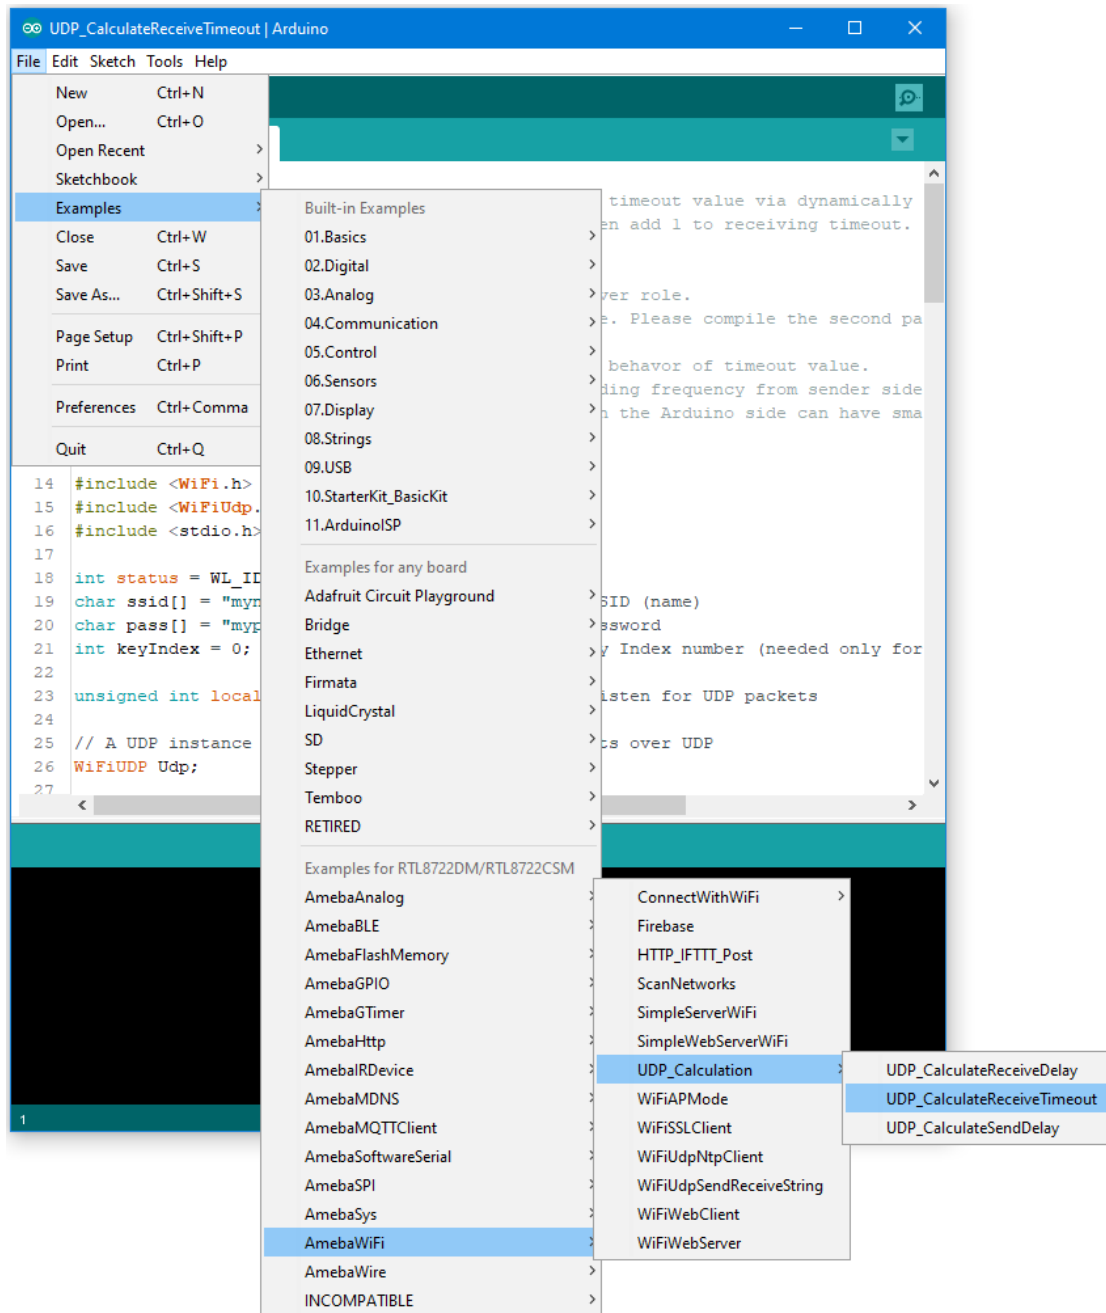 UDP_CalculateReceiveTimeout | Arduino
File Edit Sketch Tools Help
New Ctrl+N
Open... Ctrl+O
Open Recent
Sketchbook
Examples
Close Ctrl+W
Save Ctrl+S
Save As... Ctrl+Shift+S
Page Setup Ctrl+Shift+P
Print Ctrl+P
Preferences Ctrl+Comma
Quit Ctrl+Q
Built-in Examples
01.Basics
02.Digital
03.Analog
04.Communication
05.Control
06.Sensors
07.Display
08.Strings
09.USB
10.StarterKit_BasicKit
11.ArduinoISP
Examples for any board
Adafruit Circuit Playground
Bridge
Ethernet
Firmata
LiquidCrystal
SD
Stepper
Temboo
RETIRED
Examples for RTL8722DM/RTL8722CSM
AmebaAnalog
AmebaBLE
AmebaFlashMemory
AmebaGPIO
AmebaGTimer
AmebaHttp
AmebaIRDevice
AmebaMDNS
AmebaMQTTClient
AmebaSoftwareSerial
AmebaSPI
AmebaSys
AmebaWiFi
AmebaWire
INCOMPATIBLE
ConnectWithWiFi
Firebase
HTTP_IFTTT_Post
ScanNetworks
SimpleServerWiFi
SimpleWebServerWiFi
UDP_Calculation
WiFiAPMode
WiFiSSLClient
WiFiUdpNtpClient
WiFiUdpSendReceiveString
WiFiWebClient
WiFiWebServer
UDP_CalculateReceiveDelay
UDP_CalculateReceiveTimeout
UDP_CalculateSendDelay
timeout value via dynamically
en add 1 to receiving timeout.
ver role.
e. Please compile the second pa
behavor of timeout value.
ding frequency from sender side
n the Arduino side can have sma
14 #include <WiFi.h>
15 #include <WiFiUdp.
16 #include <stdio.h>
17
18 int status = WL_ID
19 char ssid[] = "myn SID (name)
20 char pass[] = "myp ssword
21 int keyIndex = 0; y Index number (needed only for
22
23 unsigned int local isten for UDP packets
24
25 // A UDP instance ts over UDP
26 WiFiUDP Udp;
27
1